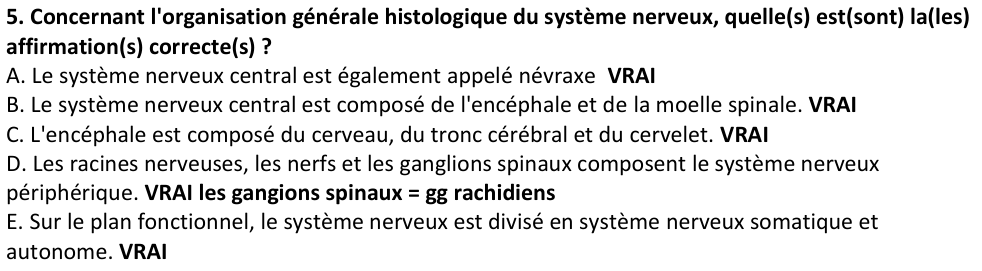 5. Concernant l'organisation générale histologique du système nerveux, quelle(s) est(sont) la(les)
affirmation(s) correcte(s) ?
A. Le système nerveux central est également appelé névraxe VRAI
B. Le système nerveux central est composé de l'encéphale et de la moelle spinale. VRAI
C. L'encéphale est composé du cerveau, du tronc cérébral et du cervelet. VRAI
D. Les racines nerveuses, les nerfs et les ganglions spinaux composent le système nerveux
périphérique. VRAI les gangions spinaux = gg rachidiens
E. Sur le plan fonctionnel, le système nerveux est divisé en système nerveux somatique et
autonome. VRAI